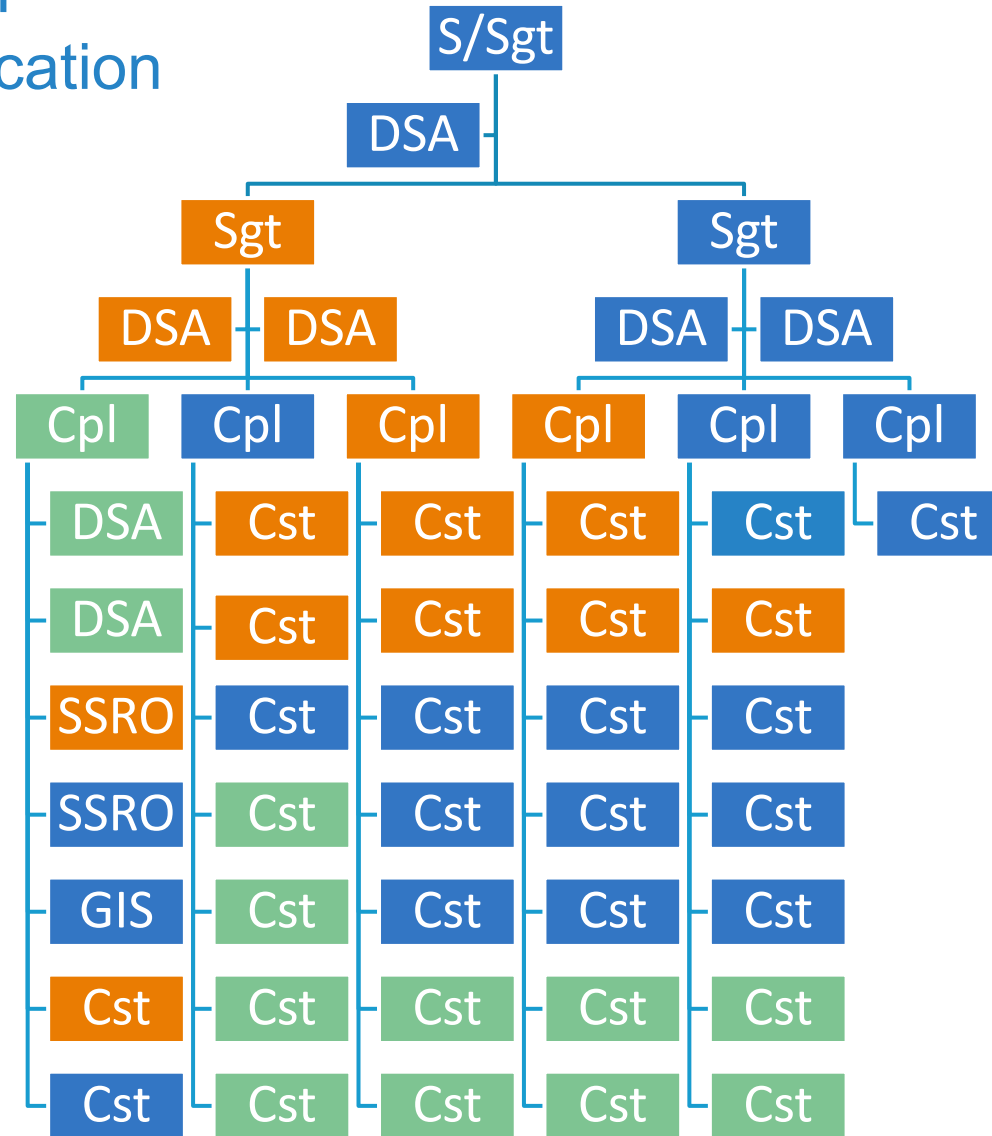 cation
S/Sgt
DSA
Sgt Sgt
DSA DSA DSA DSA
Cpl Cpl Cpl Cpl Cpl Cpl
DSA Cst Cst Cst Cst Cst
DSA Cst Cst Cst Cst
SSRO Cst Cst Cst Cst
SSRO Cst Cst Cst Cst
GIS Cst Cst Cst Cst
Cst Cst Cst Cst Cst
Cst Cst Cst Cst Cst